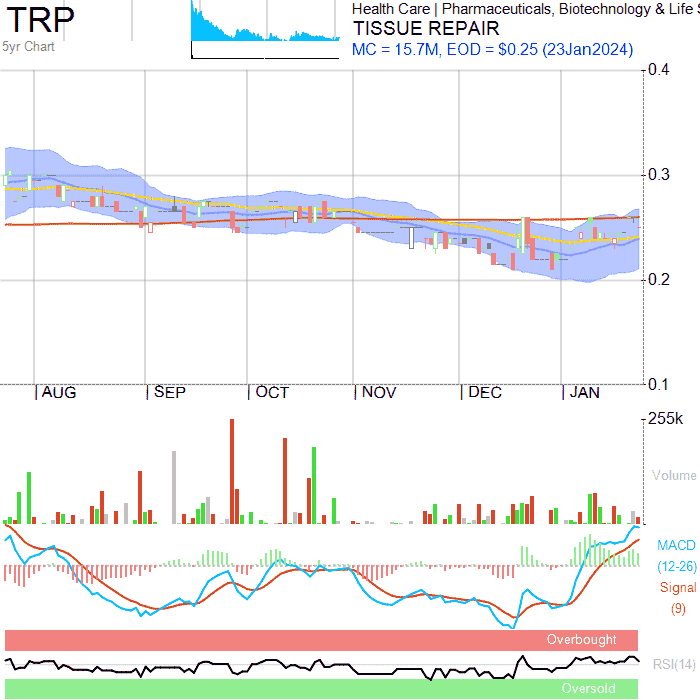 TRP
5yr Chart
Health Care | Pharmaceuticals, Biotechnology & Life S
TISSUE REPAIR
MC = 15.7M, EOD = $0.25 (23Jan2024)
0.4
0.3
0.2
0.1
AUG SEP OCT NOV DEC JAN
255k
Volume
MACD
(12-26)
Signal
(9)
Overbought
RSI(14)
Oversold